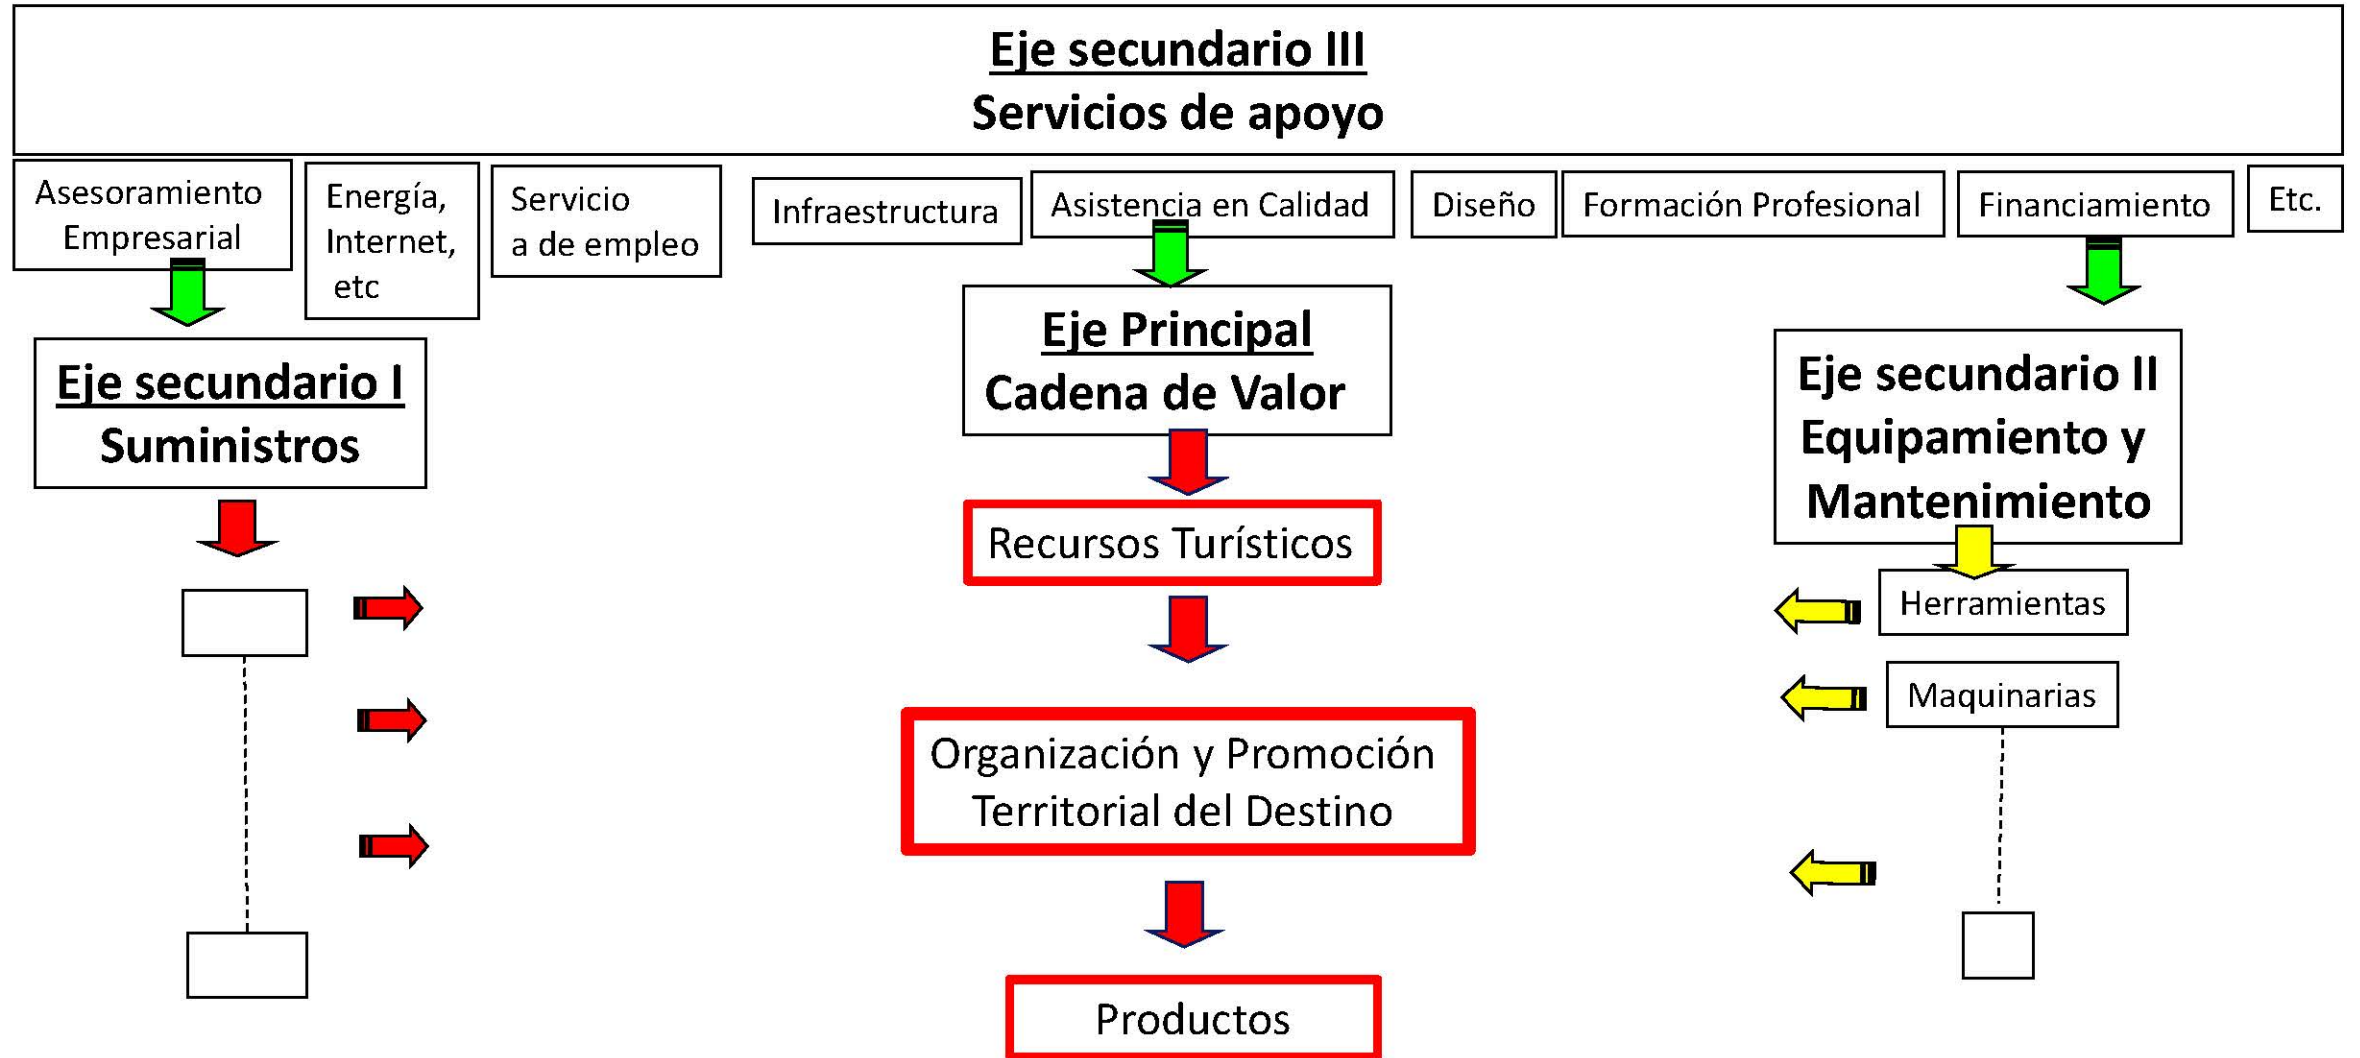 Eje secundario III
Servicios de apoyo
Asesoramiento
Empresarial
Energía,
Internet,
etc
Servicio
a de empleo
Infraestructura
Asistencia en Calidad
Diseño
Formación Profesional
Financiamiento
Etc.
Eje secundario I
Suministros
Eje Principal
Cadena de Valor
Eje secundario II
Equipamiento y
Mantenimiento
Recursos Turísticos
Herramientas
Maquinarias
Organización y Promoción
Territorial del Destino
Productos